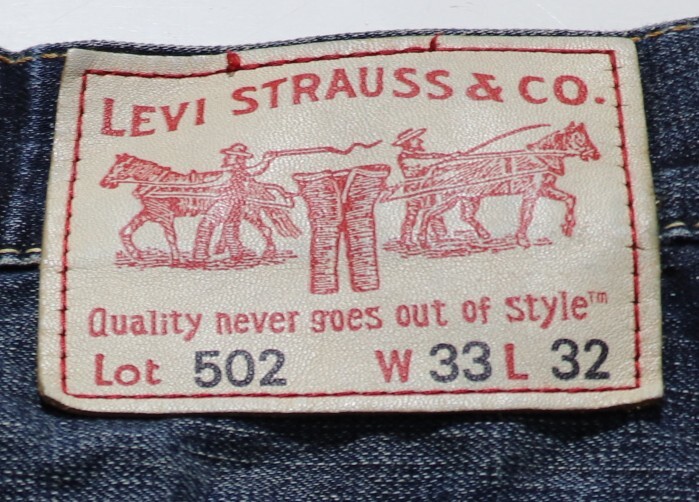 LEVI STRAUSS & CO.
Quality never goes out of style™
Lot 502 W 33 L 32